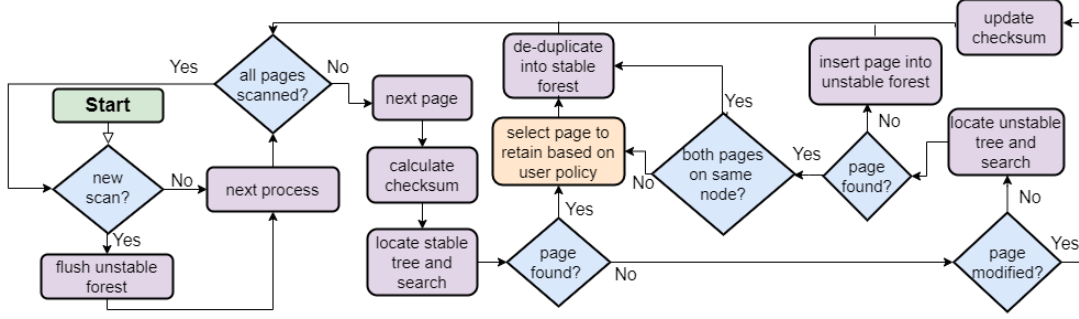 Start
new
scan?
Yes
No
flush unstable
forest
next process
all pages
scanned?
Yes
No
next page
calculate
checksum
locate stable
tree and
search
page
found?
Yes
No
select page to
retain based on
user policy
de-duplicate
into stable
forest
page
modified?
No
Yes
locate unstable
tree and
search
page
found?
No
Yes
insert page into
unstable forest
both pages
on same
node?
Yes
No
update
checksum